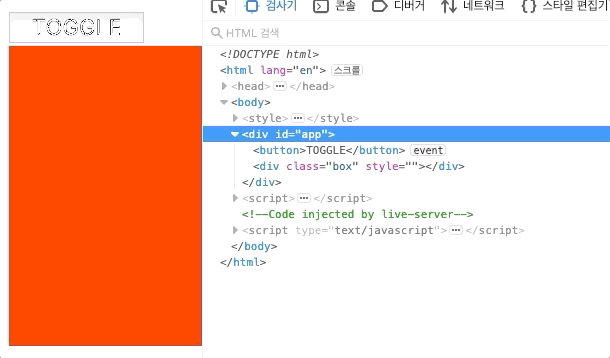 TOGGLE
검사기 콘솔 디버거 네트워크 {} 스타일 편집기
HTML 검색
<!DOCTYPE html>
<html lang="en"> 스크롤
<head> ⋯ </head>
<body>
<style> ⋯ </style>
<div id="app">
<button>TOGGLE</button> event
<div class="box" style=""></div>
</div>
<script> ⋯ </script>
<!--Code injected by live-server-->
<script type="text/javascript"> ⋯ </script>
</body>
</html>